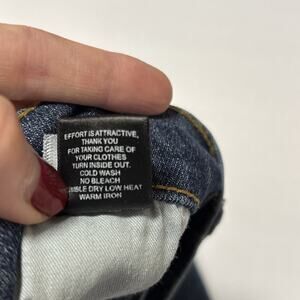 EFFORT IS ATTRACTIVE,
THANK YOU
FOR TAKING CARE OF
YOUR CLOTHES
TURN INSIDE OUT.
COLD WASH
NO BLEACH
DRY LOW HEAT
WARM IRON